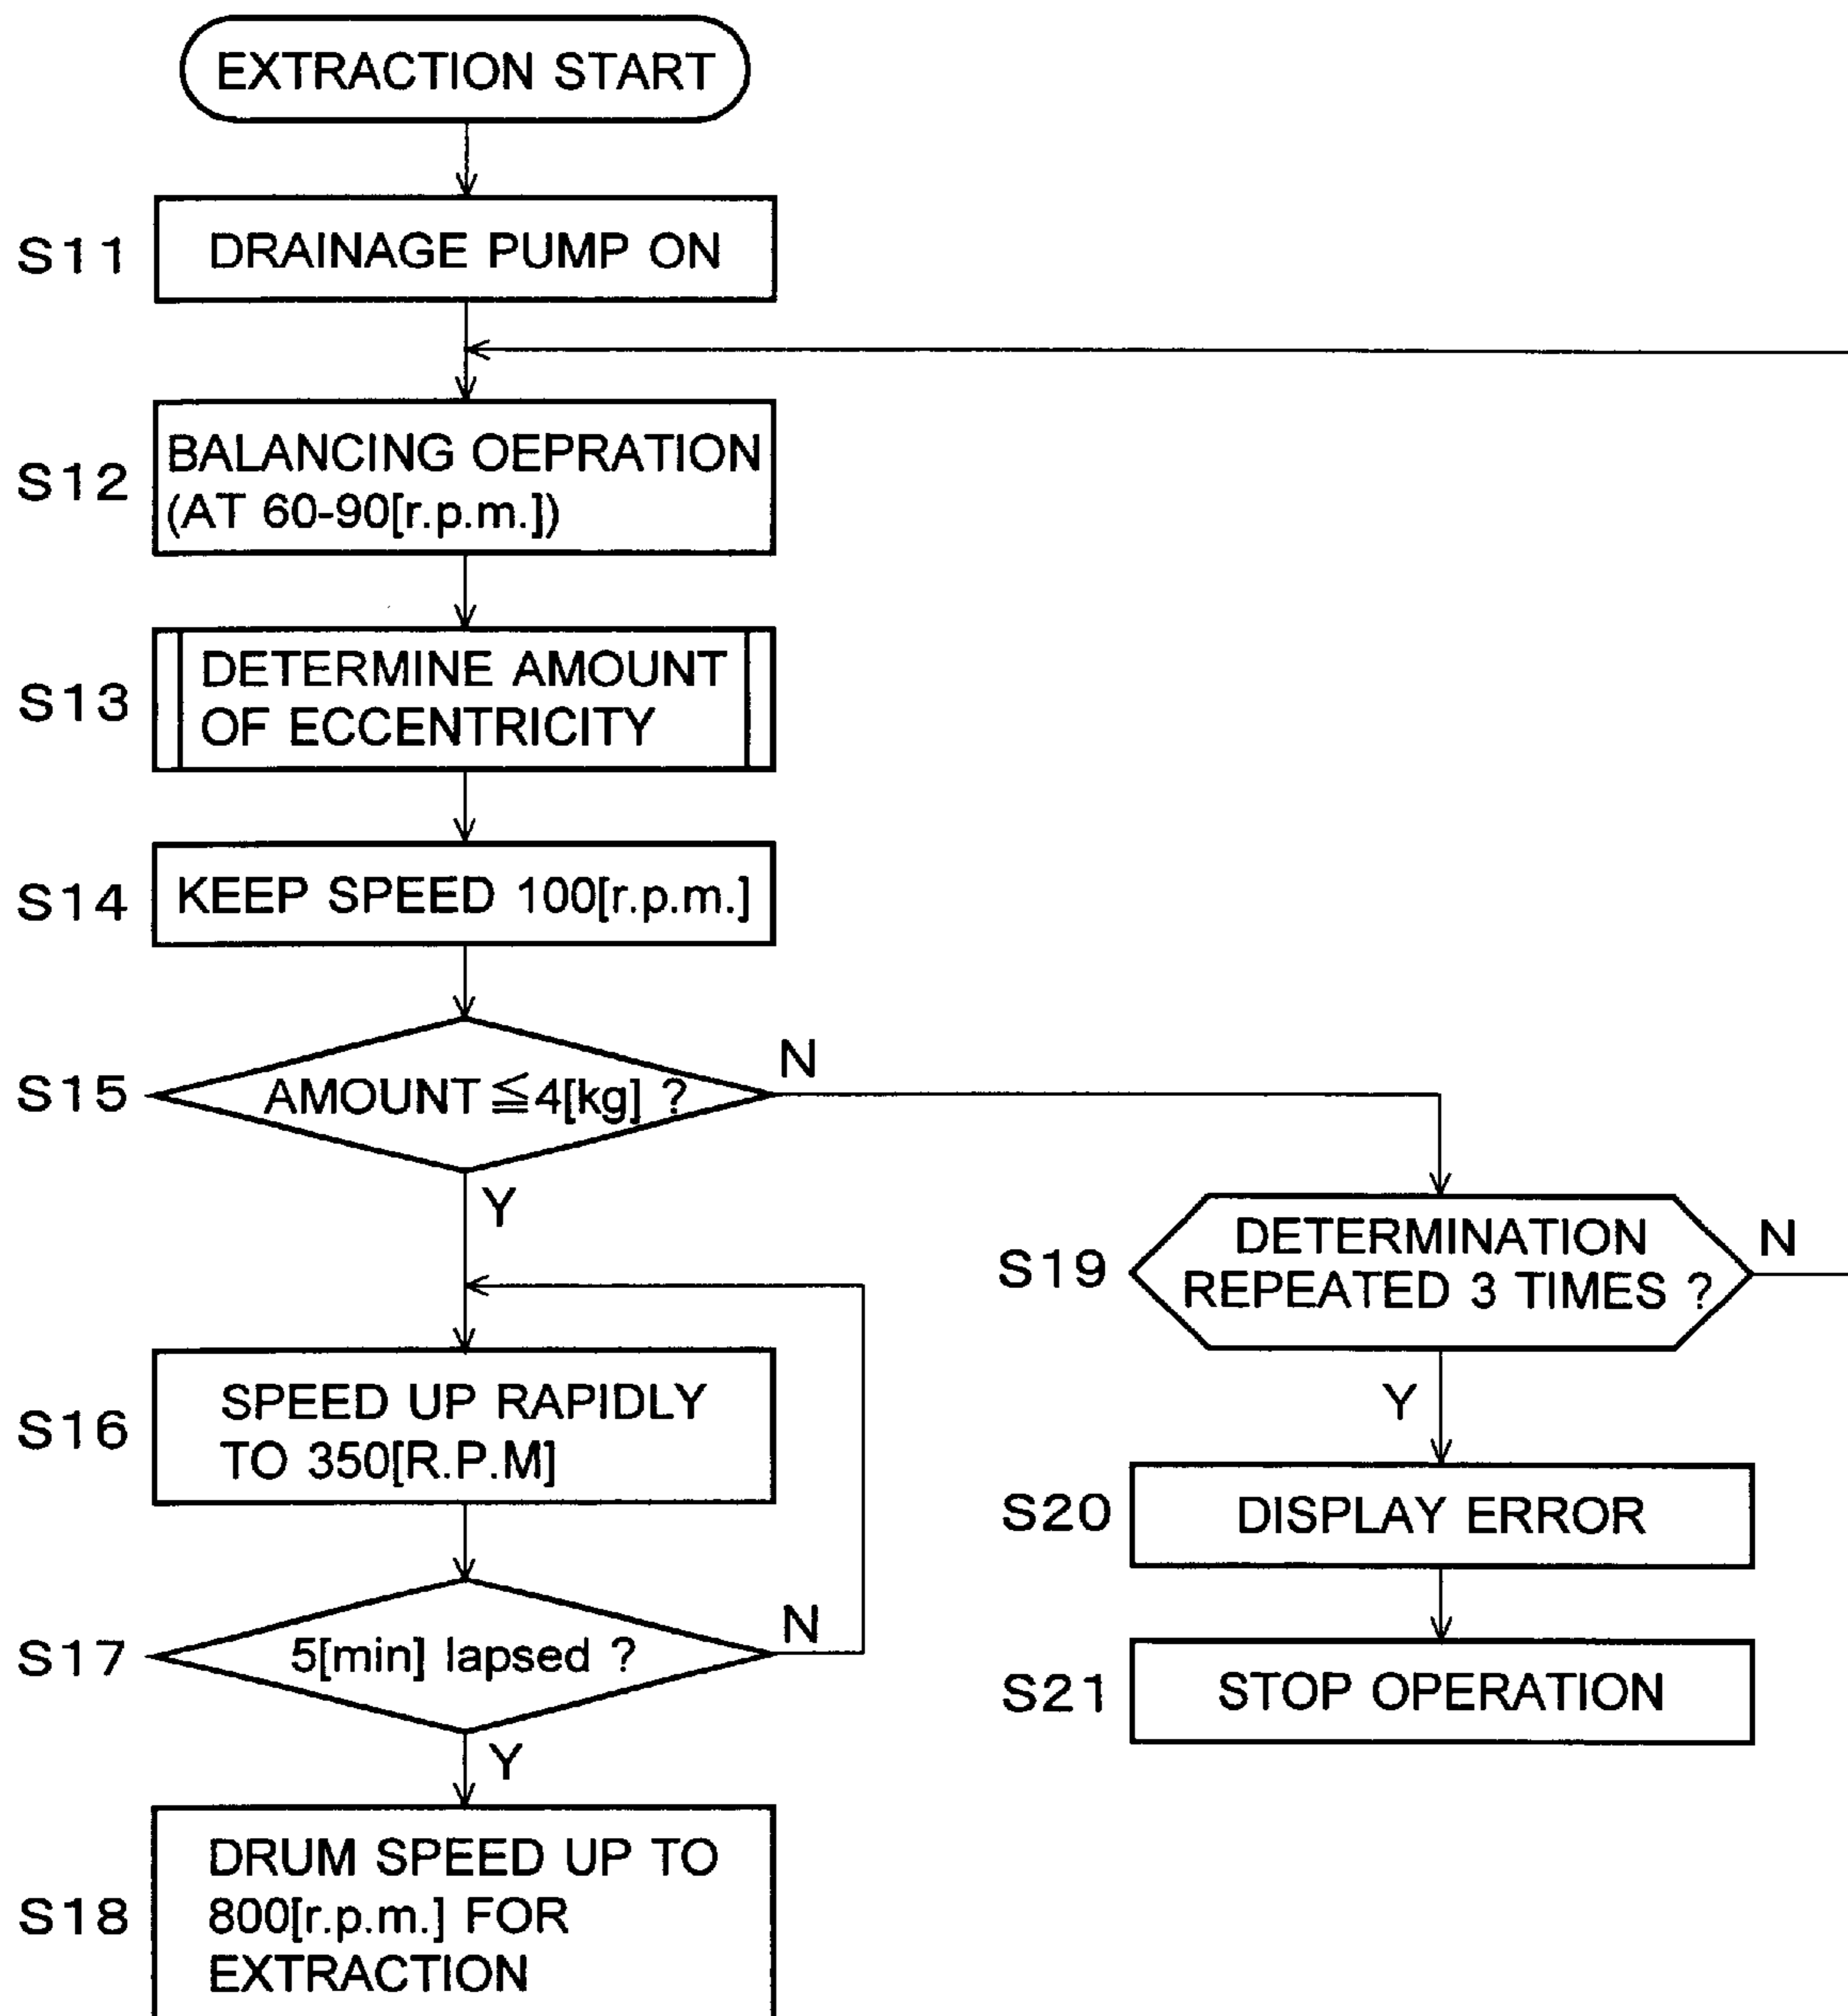 EXTRACTION START
S11
DRAINAGE PUMP ON
S12
BALANCING OEPRATION
(AT 60-90[r.p.m.])
S13
DETERMINE AMOUNT
OF ECCENTRICITY
S14
KEEP SPEED 100[r.p.m.]
S15
AMOUNT≦4[kg] ?
N
Y
S16
SPEED UP RAPIDLY
TO 350[R.P.M]
S17
5[min] lapsed ?
N
Y
S18
DRUM SPEED UP TO
800[r.p.m.] FOR
EXTRACTION
S19
DETERMINATION
REPEATED 3 TIMES ?
N
Y
S20
DISPLAY ERROR
S21
STOP OPERATION